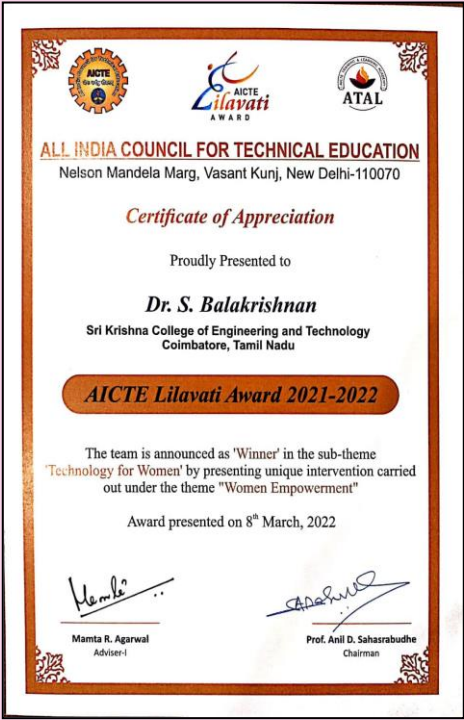 AICTE
AICTE
Lilavati
AWARD
ATAL
ALL INDIA COUNCIL FOR TECHNICAL EDUCATION
Nelson Mandela Marg, Vasant Kunj, New Delhi-110070
Certificate of Appreciation
Proudly Presented to
Dr. S. Balakrishnan
Sri Krishna College of Engineering and Technology
Coimbatore, Tamil Nadu
AICTE Lilavati Award 2021-2022
The team is announced as 'Winner' in the sub-theme
'Technology for Women' by presenting unique intervention carried
out under the theme "Women Empowerment"
Award presented on 8th March, 2022
Mamta R. Agarwal
Adviser-I
Prof. Anil D. Sahasrabudhe
Chairman